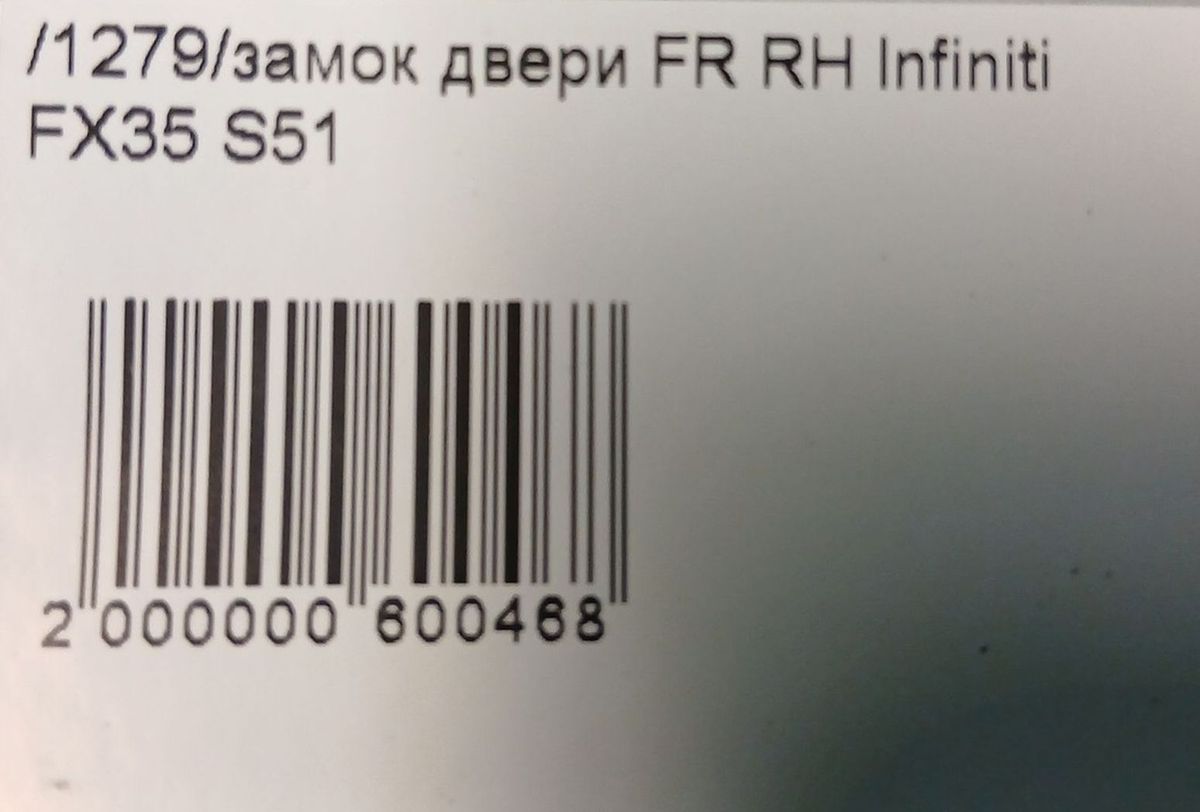 /1279/замок двери FR RH Infiniti
FX35 S51
2 000000 600468